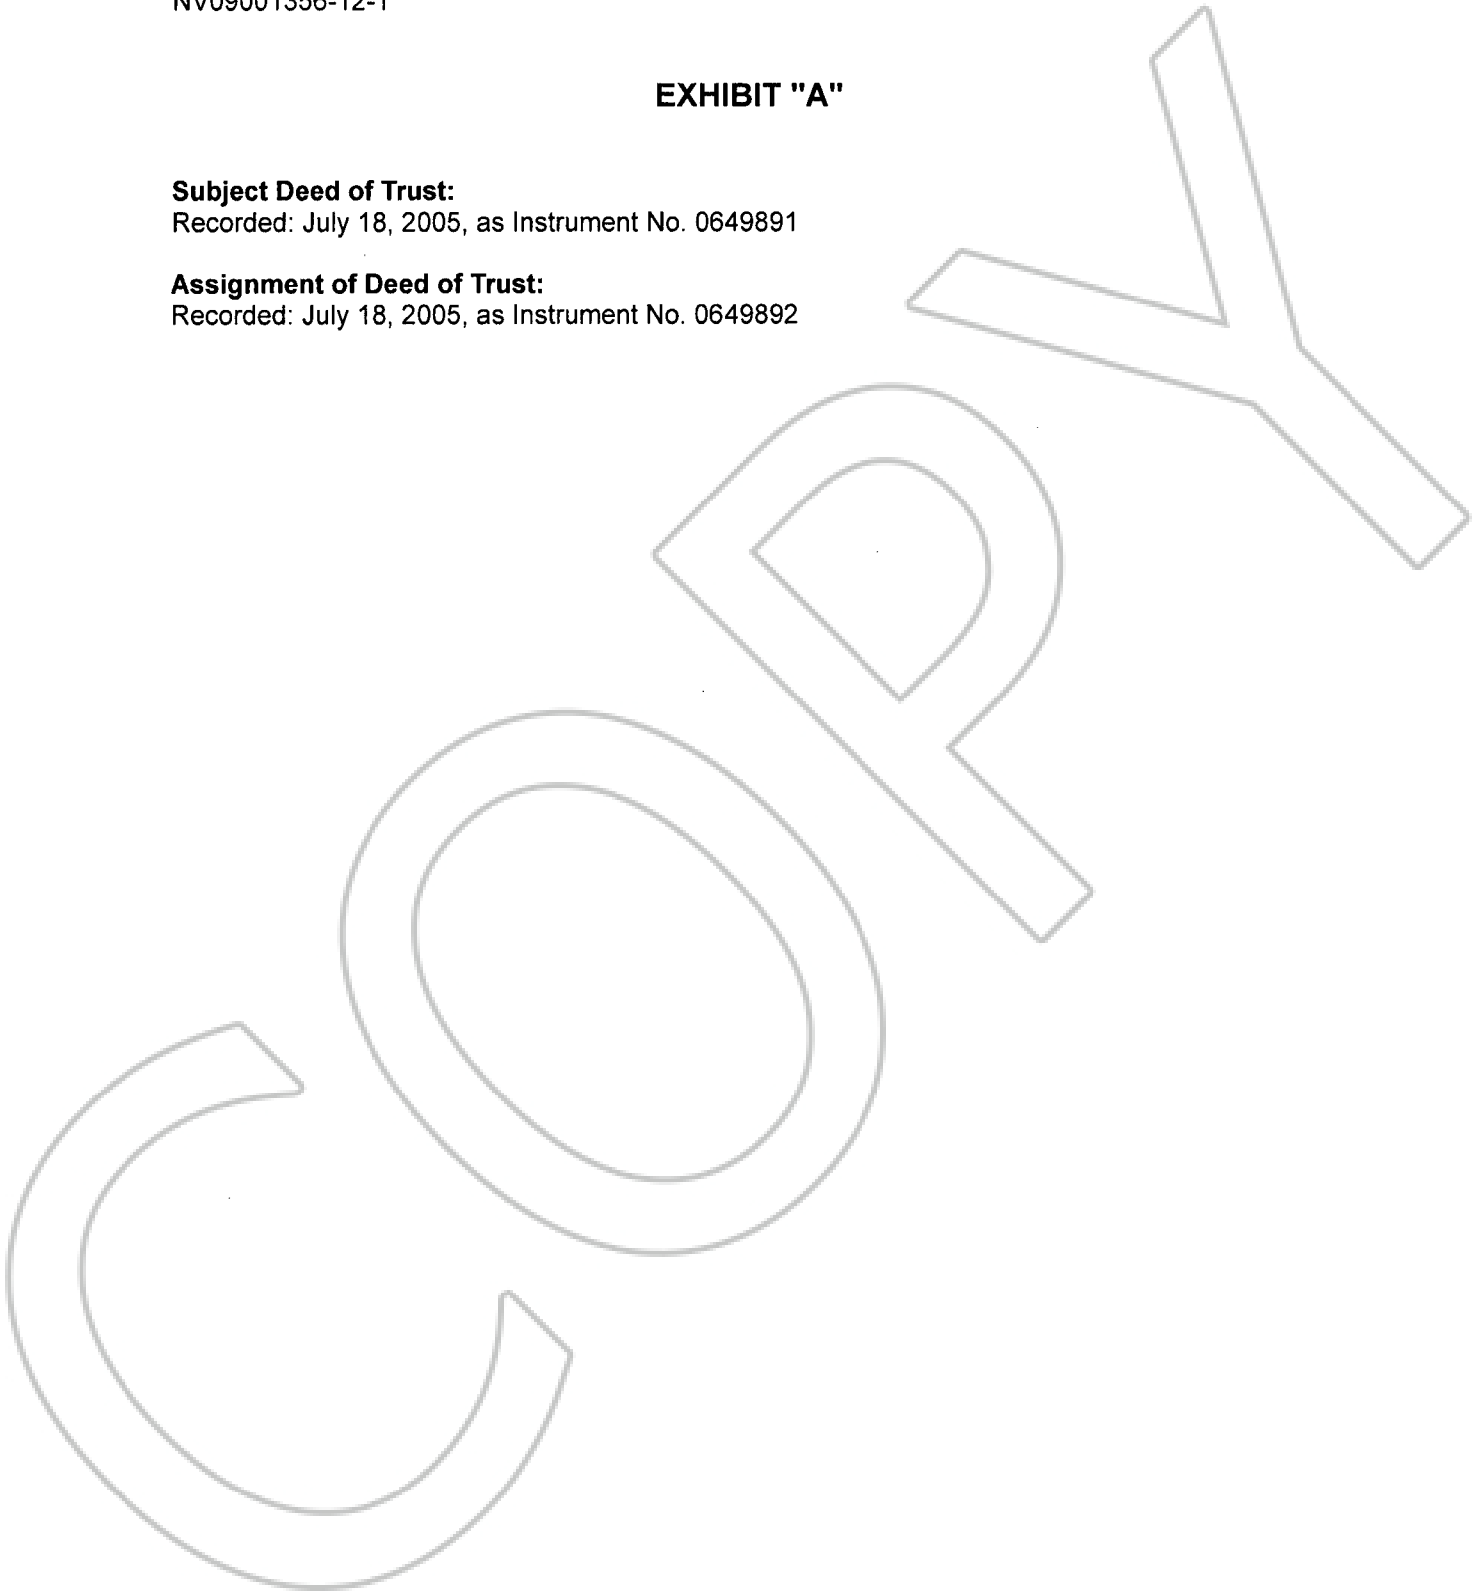 NV09001356-12-1
EXHIBIT "A"
Subject Deed of Trust:
Recorded: July 18, 2005, as Instrument No. 0649891
Assignment of Deed of Trust:
Recorded: July 18, 2005, as Instrument No. 0649892
COPY